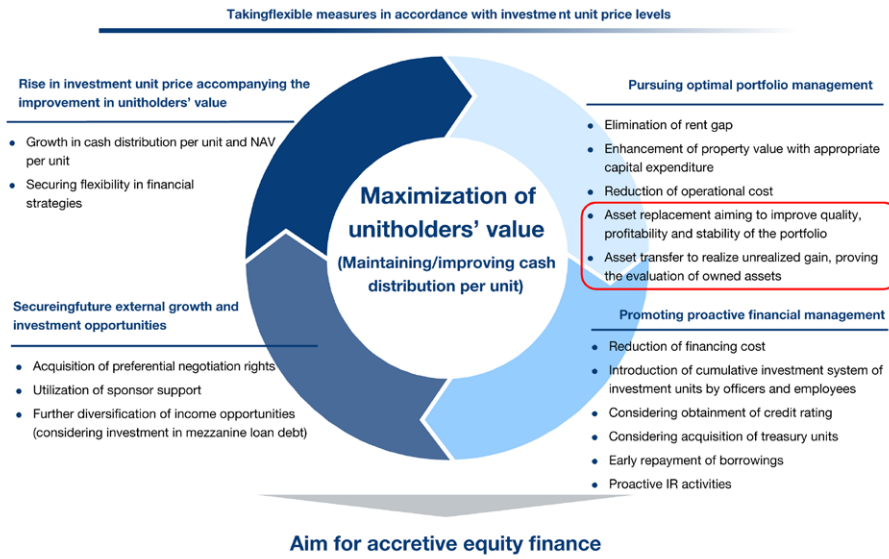 Takingflexible measures in accordance with investment unit price levels
Rise in investment unit price accompanying the
improvement in unitholders' value
• Growth in cash distribution per unit and NAV
per unit
• Securing flexibility in financial
strategies
Pursuing optimal portfolio management
• Elimination of rent gap
• Enhancement of property value with appropriate
capital expenditure
• Reduction of operational cost
• Asset replacement aiming to improve quality,
profitability and stability of the portfolio
• Asset transfer to realize unrealized gain, proving
the evaluation of owned assets
Maximization of
unitholders' value
(Maintaining/improving cash
distribution per unit)
Secureingfuture external growth and
investment opportunities
• Acquisition of preferential negotiation rights
• Utilization of sponsor support
• Further diversification of income opportunities
(considering investment in mezzanine loan debt)
Promoting proactive financial management
• Reduction of financing cost
• Introduction of cumulative investment system of
investment units by officers and employees
• Considering obtainment of credit rating
• Considering acquisition of treasury units
• Early repayment of borrowings
• Proactive IR activities
Aim for accretive equity finance